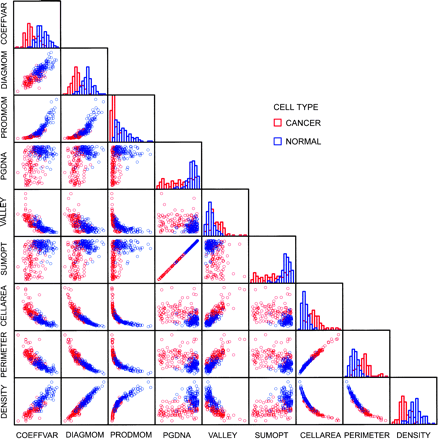 COEFFVAR
DIAGMOM
PRODMOM
PGDNA
VALLEY
SUMOPT
CELLAREA
PERIMETER
DENSITY
CELL TYPE
CANCER
NORMAL
COEFFVAR DIAGMOM PRODMOM PGDNA VALLEY SUMOPT CELLAREA PERIMETER DENSITY